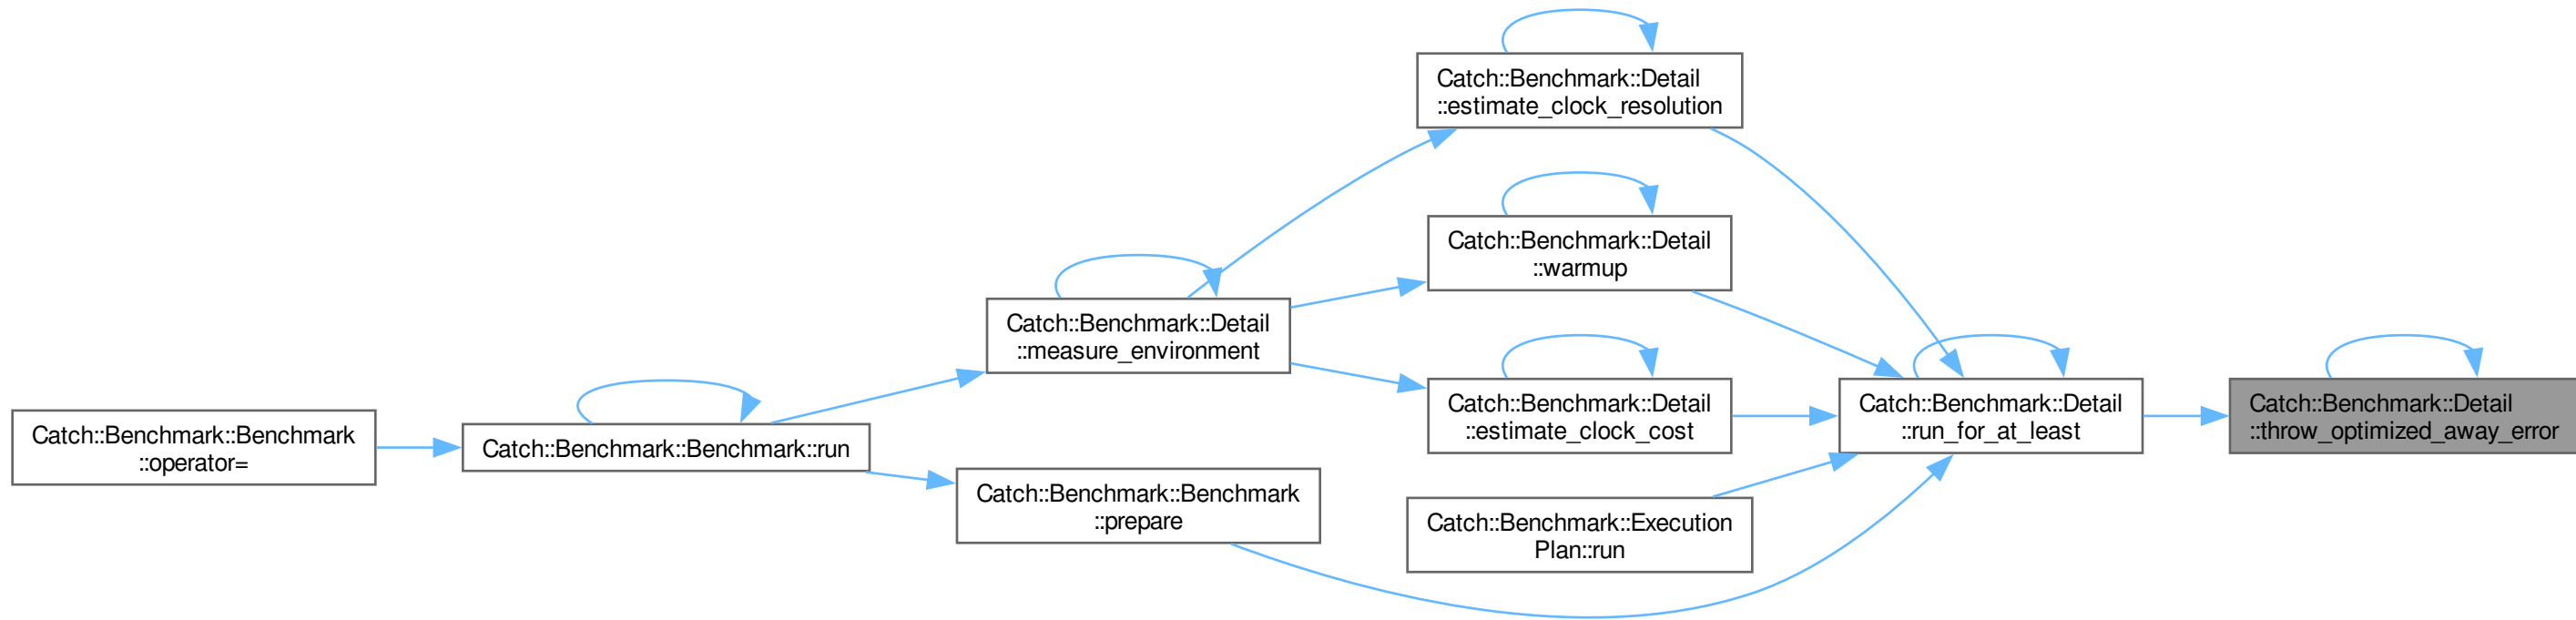 Catch::Benchmark::Detail
::estimate_clock_resolution
Catch::Benchmark::Detail
::warmup
Catch::Benchmark::Detail
::measure_environment
Catch::Benchmark::Detail
::estimate_clock_cost
Catch::Benchmark::Detail
::run_for_at_least
Catch::Benchmark::Detail
::throw_optimized_away_error
Catch::Benchmark::Benchmark
::operator=
Catch::Benchmark::Benchmark::run
Catch::Benchmark::Benchmark
::prepare
Catch::Benchmark::Execution
Plan::run